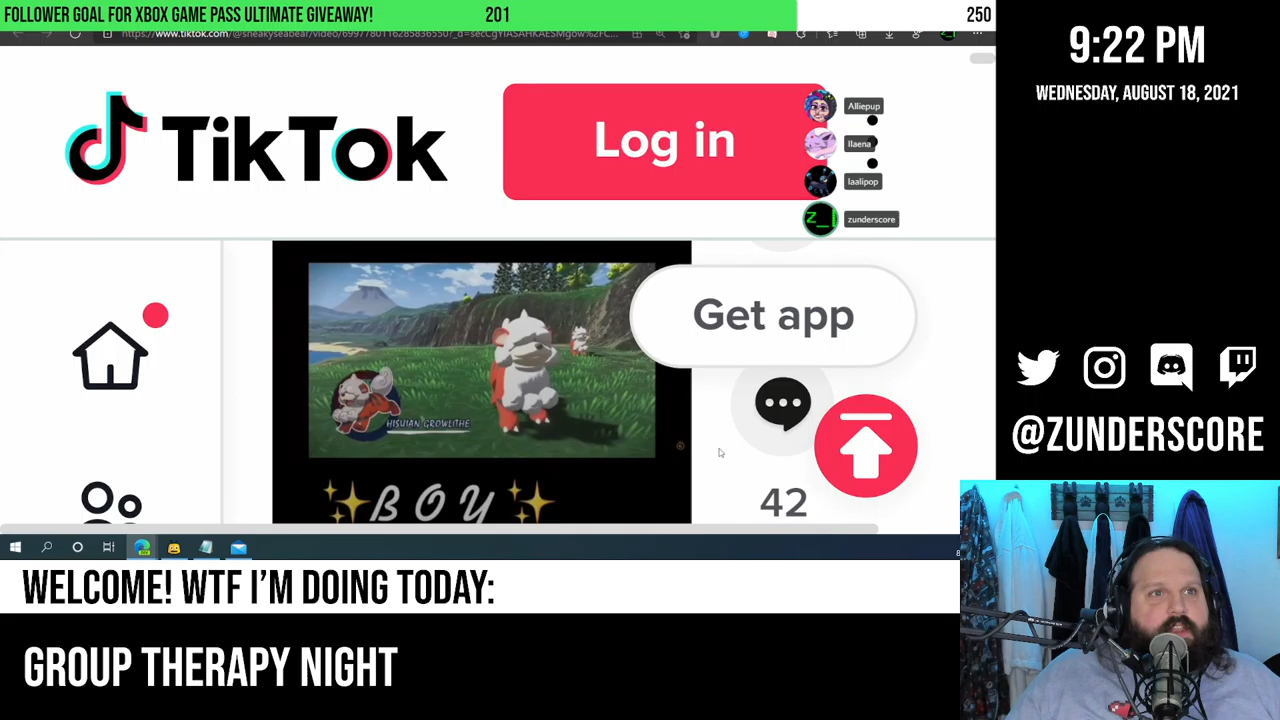 FOLLOWER GOAL FOR XBOX GAME PASS ULTIMATE GIVEAWAY!
201
250
9:22 PM
WEDNESDAY, AUGUST 18, 2021
TikTok
Log in
Alliepup
llaena
laalipop
Z_
zunderscore
Get app
HISUIAN GROWLITHE
✨BOY✨
42
@ZUNDERSCORE
WELCOME! WTF I'M DOING TODAY:
GROUP THERAPY NIGHT